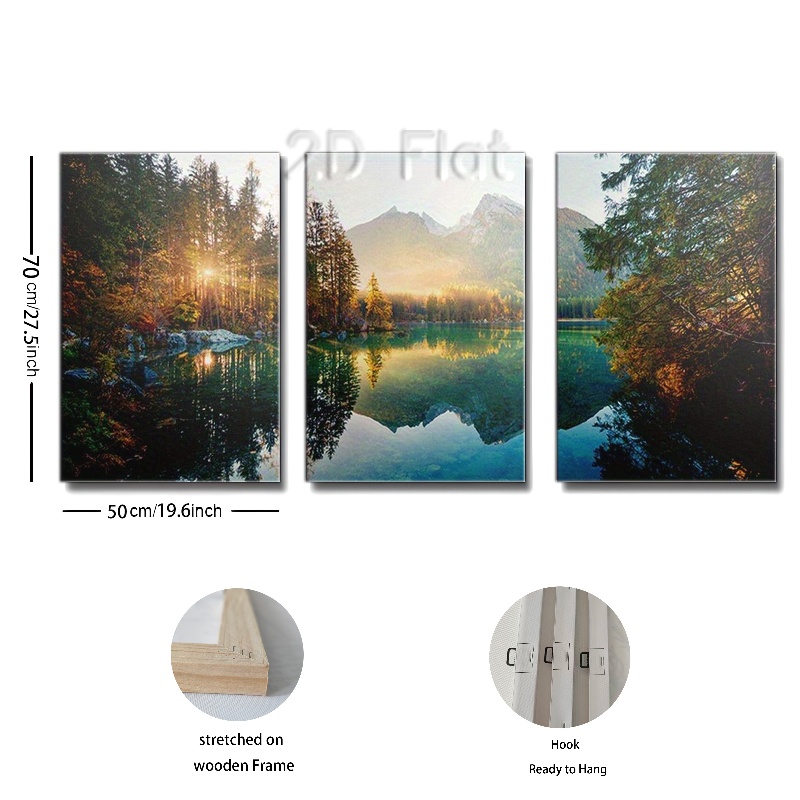 2D Flat
70 cm/27.5inch
50cm/19.6inch
stretched on
wooden Frame
Hook
Ready to Hang